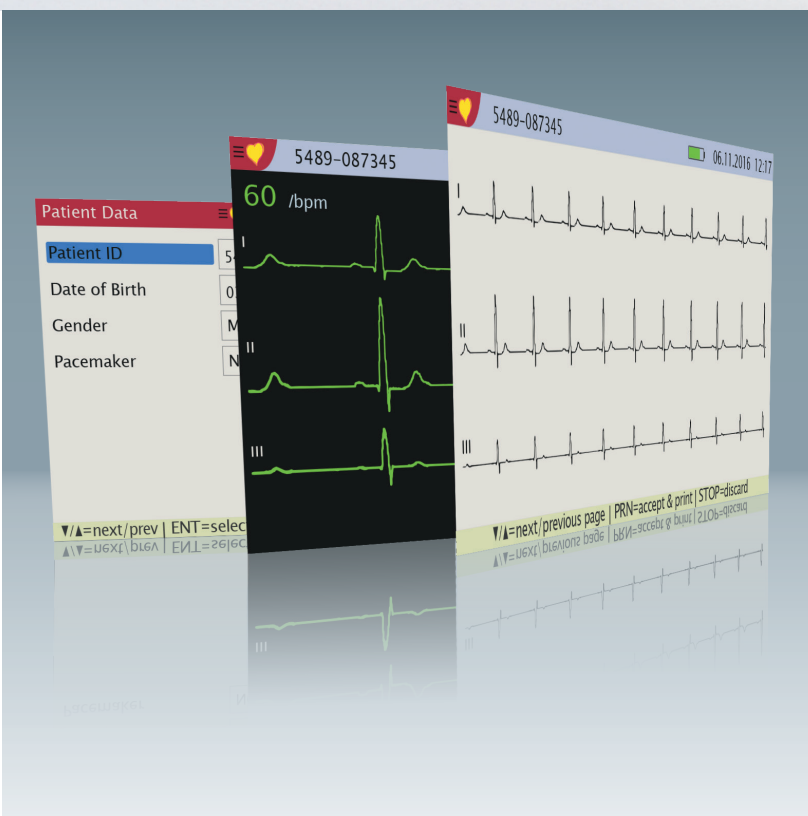 Patient Data
Patient ID
Date of Birth
Gender
Pacemaker
▼/▲=next/prev | ENT=selec
5489-087345
60 /bpm
I
II
III
5489-087345
06.11.2016 12:17
I
II
III
▼/▲=next/previous page | PRN=accept & print | STOP=discard